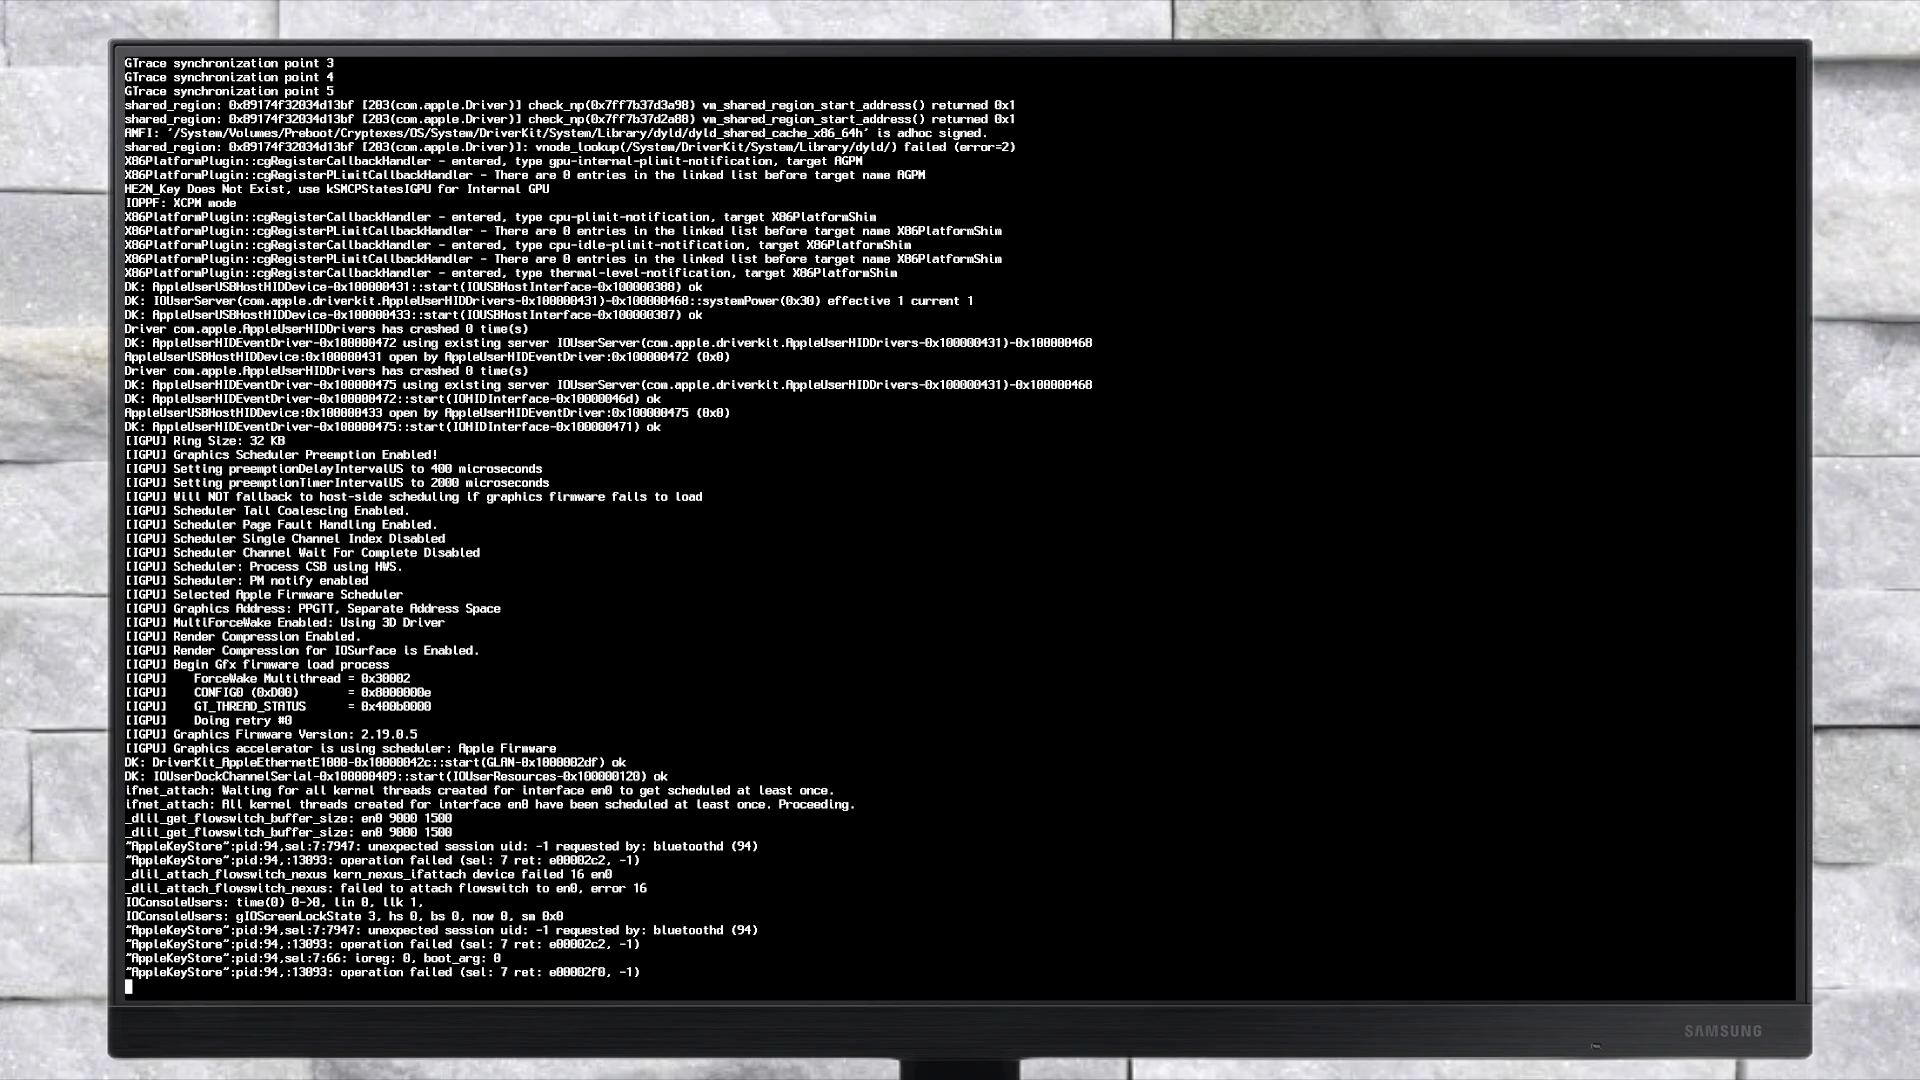 GTrace synchronization point 3
GTrace synchronization point 4
GTrace synchronization point 5
shared_region: 0x89174f32034d13bf [203(com.apple.Driver)] check_np(0x7ff7b37d3a98) vm_shared_region_start_address() returned 0x1
shared_region: 0x89174f32034d13bf [203(com.apple.Driver)] check_np(0x7ff7b37d2a88) vm_shared_region_start_address() returned 0x1
AMFI: '/System/Volumes/Preboot/Cryptexes/OS/System/DriverKit/System/Library/dyld/dyld_shared_cache_x86_64h' is adhoc signed.
shared_region: 0x89174f32034d13bf [203(com.apple.Driver)]: vnode_lookup(/System/DriverKit/System/Library/dyld/) failed (error=2)
X86PlatformPlugin::cgRegisterCallbackHandler - entered, type gpu-internal-plimit-notification, target AGPM
X86PlatformPlugin::cgRegisterPLimitCallbackHandler - There are 0 entries in the linked list before target name AGPM
HE2N_Key Does Not Exist, use kSMCPStatesIGPU for Internal GPU
IOPPF: XCPM mode
X86PlatformPlugin::cgRegisterCallbackHandler - entered, type cpu-plimit-notification, target X86PlatformShim
X86PlatformPlugin::cgRegisterPLimitCallbackHandler - There are 0 entries in the linked list before target name X86PlatformShim
X86PlatformPlugin::cgRegisterCallbackHandler - entered, type cpu-idle-plimit-notification, target X86PlatformShim
X86PlatformPlugin::cgRegisterPLimitCallbackHandler - There are 0 entries in the linked list before target name X86PlatformShim
X86PlatformPlugin::cgRegisterCallbackHandler - entered, type thermal-level-notification, target X86PlatformShim
DK: AppleUserUSBHostHIDDevice-0x100000431::start(IOUSBHostInterface-0x100000388) ok
DK: IOUserServer(com.apple.driverkit.AppleUserHIDDrivers-0x100000431)-0x100000468::systemPower(0x30) effective 1 current 1
DK: AppleUserUSBHostHIDDevice-0x100000433::start(IOUSBHostInterface-0x100000387) ok
Driver com.apple.AppleUserHIDDrivers has crashed 0 time(s)
DK: AppleUserHIDEventDriver-0x100000472 using existing server IOUserServer(com.apple.driverkit.AppleUserHIDDrivers-0x100000431)-0x100000468
AppleUserUSBHostHIDDevice:0x100000431 open by AppleUserHIDEventDriver:0x100000472 (0x0)
Driver com.apple.AppleUserHIDDrivers has crashed 0 time(s)
DK: AppleUserHIDEventDriver-0x100000475 using existing server IOUserServer(com.apple.driverkit.AppleUserHIDDrivers-0x100000431)-0x100000468
DK: AppleUserHIDEventDriver-0x100000472::start(IOHIDInterface-0x10000046d) ok
AppleUserUSBHostHIDDevice:0x100000433 open by AppleUserHIDEventDriver:0x100000475 (0x0)
DK: AppleUserHIDEventDriver-0x100000475::start(IOHIDInterface-0x100000471) ok
[IGPU] Ring Size: 32 KB
[IGPU] Graphics Scheduler Preemption Enabled!
[IGPU] Setting preemptionDelayIntervalUS to 400 microseconds
[IGPU] Setting preemptionTimerIntervalUS to 2000 microseconds
[IGPU] Will NOT fallback to host-side scheduling if graphics firmware fails to load
[IGPU] Scheduler Tail Coalescing Enabled.
[IGPU] Scheduler Page Fault Handling Enabled.
[IGPU] Scheduler Single Channel Index Disabled
[IGPU] Scheduler Channel Wait For Complete Disabled
[IGPU] Scheduler: Process CSB using HWS.
[IGPU] Scheduler: PM notify enabled
[IGPU] Selected Apple Firmware Scheduler
[IGPU] Graphics Address: PPGTT, Separate Address Space
[IGPU] MultiForceWake Enabled: Using 3D Driver
[IGPU] Render Compression Enabled.
[IGPU] Render Compression for IOSurface is Enabled.
[IGPU] Begin Gfx firmware load process
[IGPU] ForceWake Multithread = 0x30002
[IGPU] CONFIG0 (0xD00) = 0x8000000e
[IGPU] GT_THREAD_STATUS = 0x400b0000
[IGPU] Doing retry #0
[IGPU] Graphics Firmware Version: 2.19.0.5
[IGPU] Graphics accelerator is using scheduler: Apple Firmware
DK: DriverKit_AppleEthernetE1000-0x10000042c::start(GLAN-0x1000002df) ok
DK: IOUserDockChannelSerial-0x100000409::start(IOUserResources-0x100000120) ok
ifnet_attach: Waiting for all kernel threads created for interface en0 to get scheduled at least once.
ifnet_attach: All kernel threads created for interface en0 have been scheduled at least once. Proceeding.
_dlil_get_flowswitch_buffer_size: en0 9000 1500
_dlil_get_flowswitch_buffer_size: en0 9000 1500
"AppleKeyStore":pid:94,sel:7:7947: unexpected session uid: -1 requested by: bluetoothd (94)
"AppleKeyStore":pid:94,:13093: operation failed (sel: 7 ret: e00002c2, -1)
_dlil_attach_flowswitch_nexus kern_nexus_ifattach device failed 16 en0
_dlil_attach_flowswitch_nexus: failed to attach flowswitch to en0, error 16
IOConsoleUsers: time(0) 0->0, lin 0, llk 1,
IOConsoleUsers: gIOScreenLockState 3, hs 0, bs 0, now 0, sm 0x0
"AppleKeyStore":pid:94,sel:7:7947: unexpected session uid: -1 requested by: bluetoothd (94)
"AppleKeyStore":pid:94,:13093: operation failed (sel: 7 ret: e00002c2, -1)
"AppleKeyStore":pid:94,sel:7:66: ioreg: 0, boot_arg: 0
"AppleKeyStore":pid:94,:13093: operation failed (sel: 7 ret: e00002f0, -1)
SAMSUNG